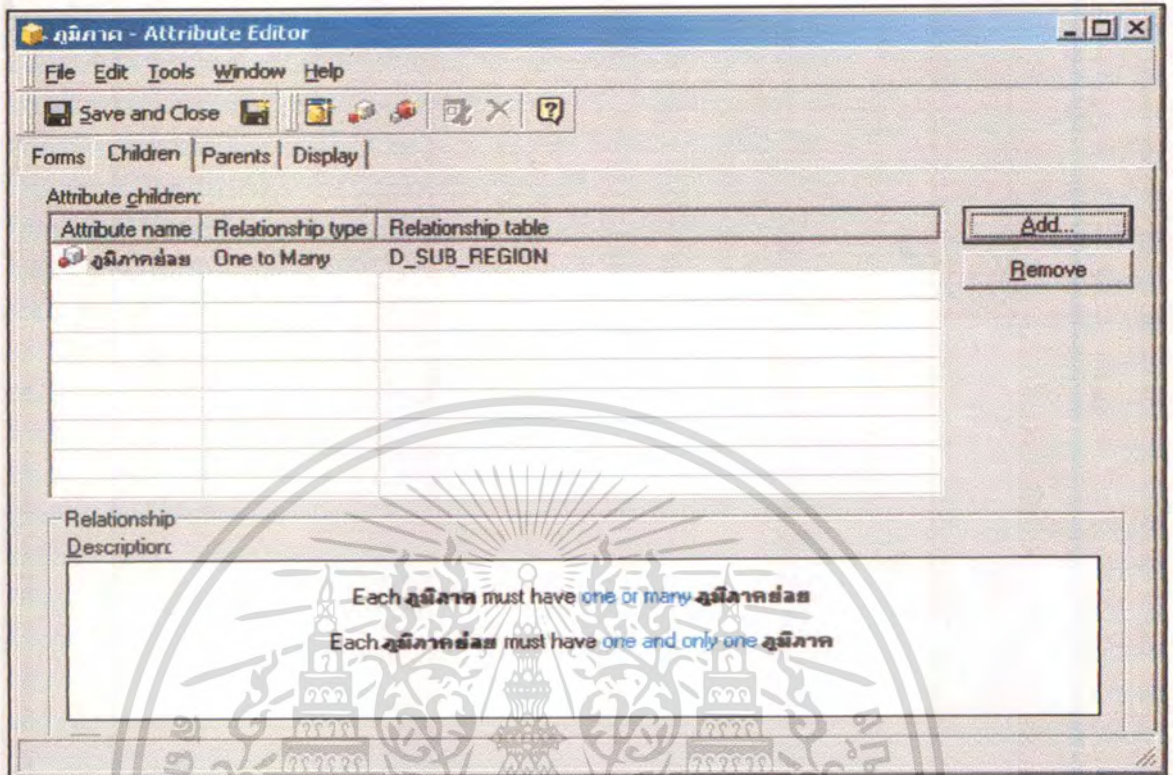 ภูมิภาค - Attribute Editor
File Edit Tools Window Help
Save and Close
Forms Children Parents Display
Attribute children:
Attribute name Relationship type Relationship table
ภูมิภาคย่อย One to Many D_SUB_REGION
Add...
Remove
Relationship
Description:
Each ภูมิภาค must have one or many ภูมิภาคย่อย
Each ภูมิภาคย่อย must have one and only one ภูมิภาค